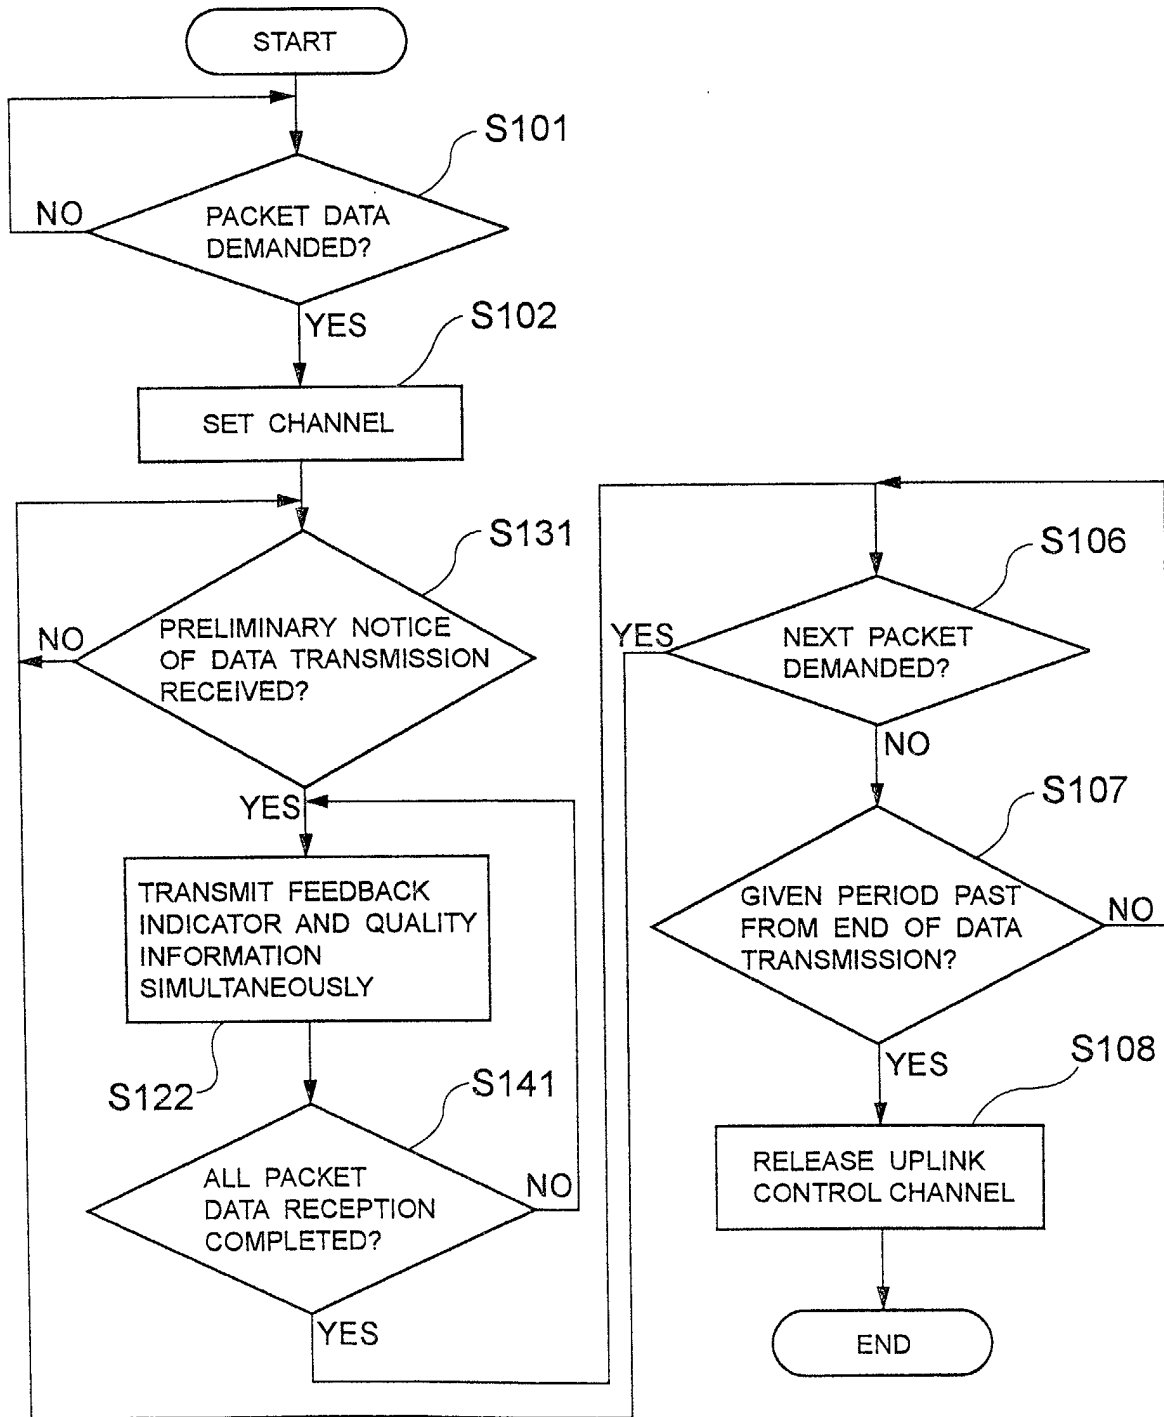 START
S101
NO
PACKET DATA
DEMANDED?
YES
S102
SET CHANNEL
S131
NO
PRELIMINARY NOTICE
OF DATA TRANSMISSION
RECEIVED?
YES
TRANSMIT FEEDBACK
INDICATOR AND QUALITY
INFORMATION
SIMULTANEOUSLY
S122
S141
ALL PACKET
DATA RECEPTION
COMPLETED?
NO
YES
S106
YES
NEXT PACKET
DEMANDED?
NO
S107
GIVEN PERIOD PAST
FROM END OF DATA
TRANSMISSION?
NO
YES
S108
RELEASE UPLINK
CONTROL CHANNEL
END